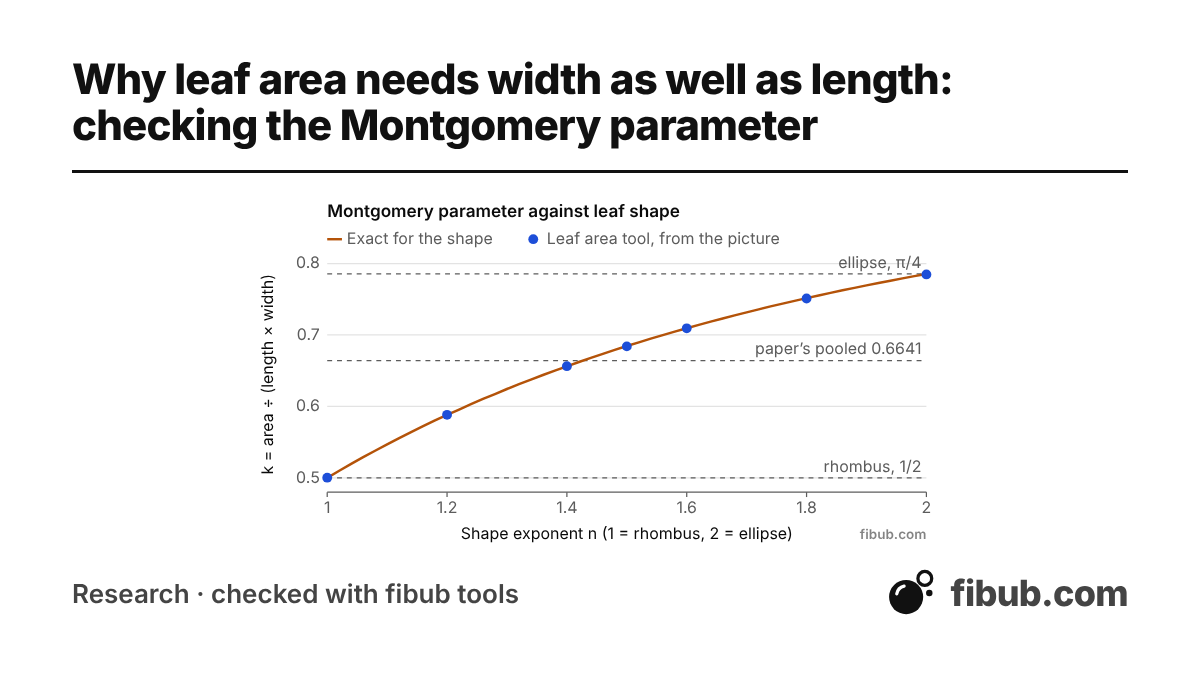 Why leaf area needs width as well as length:
checking the Montgomery parameter
Montgomery parameter against leaf shape
Exact for the shape
Leaf area tool, from the picture
k = area ÷ (length × width)
0.8
ellipse, π/4
0.7
paper’s pooled 0.6641
0.6
rhombus, 1/2
0.5
1 1.2 1.4 1.6 1.8 2
Shape exponent n (1 = rhombus, 2 = ellipse)
fibub.com
Research · checked with fibub tools
fibub.com